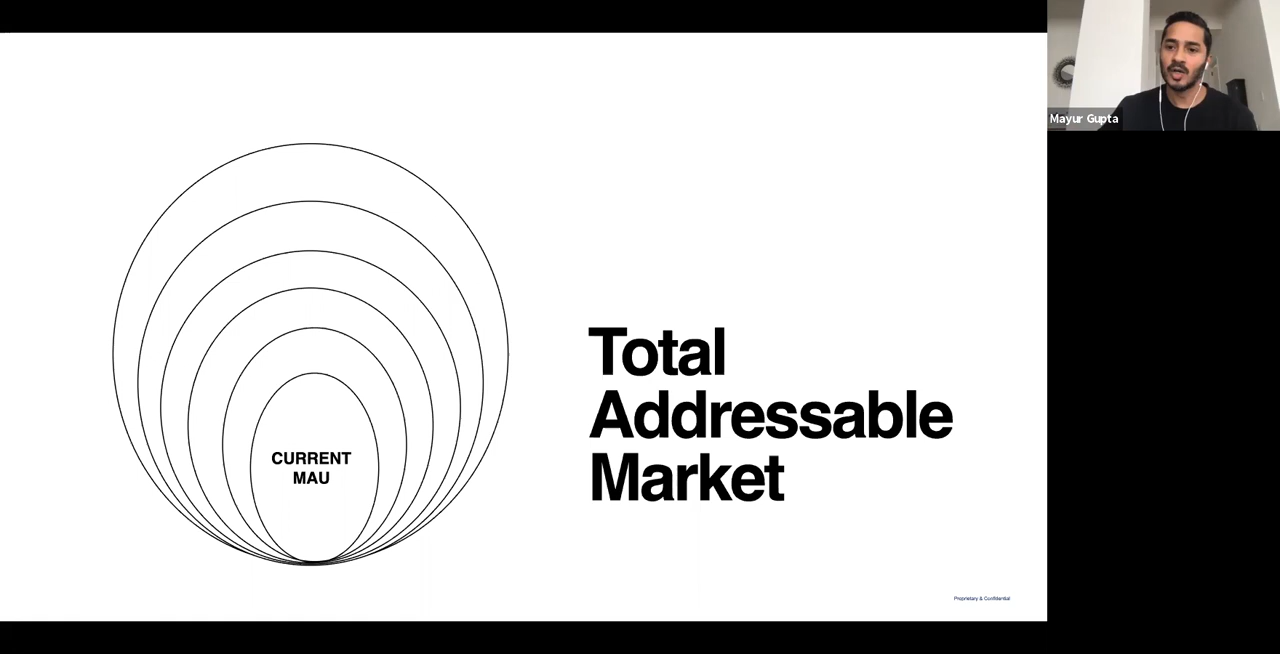 Mayur Gupta
CURRENT
MAU
Total
Addressable
Market
Proprietary & Confidential